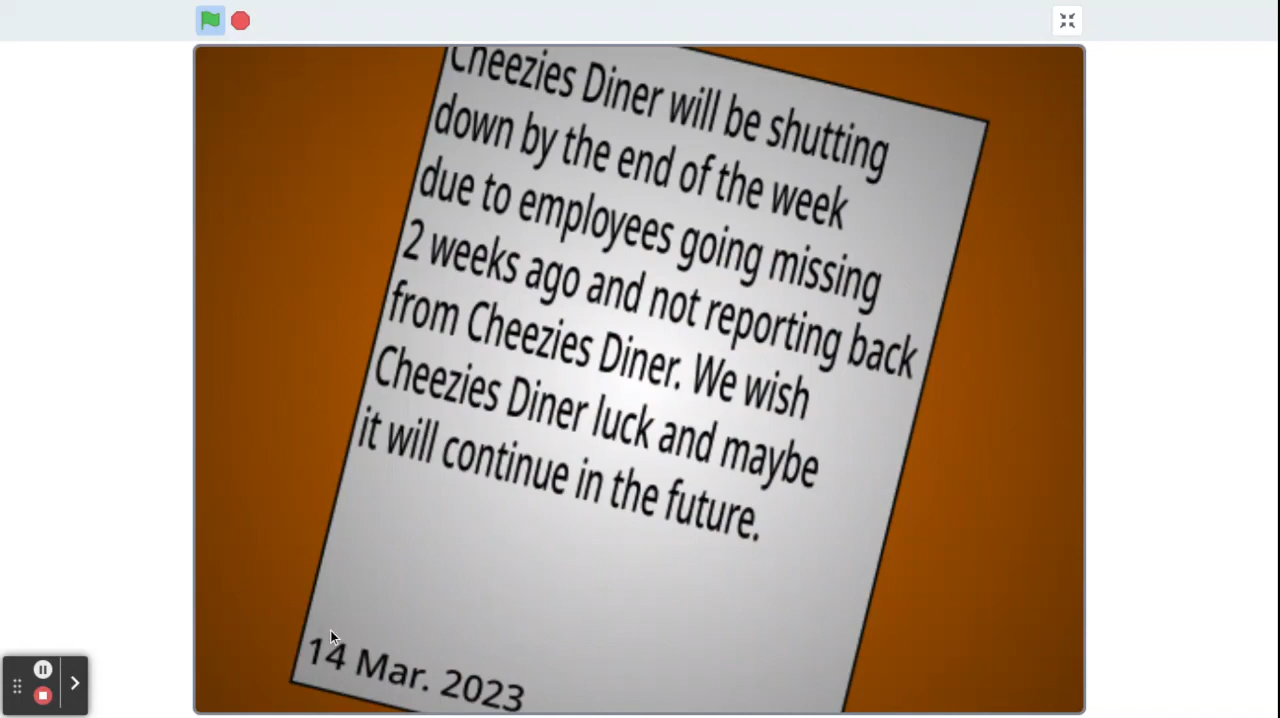 Cheezies Diner will be shutting
down by the end of the week
due to employees going missing
2 weeks ago and not reporting back
from Cheezies Diner. We wish
Cheezies Diner luck and maybe
it will continue in the future.
14 Mar. 2023